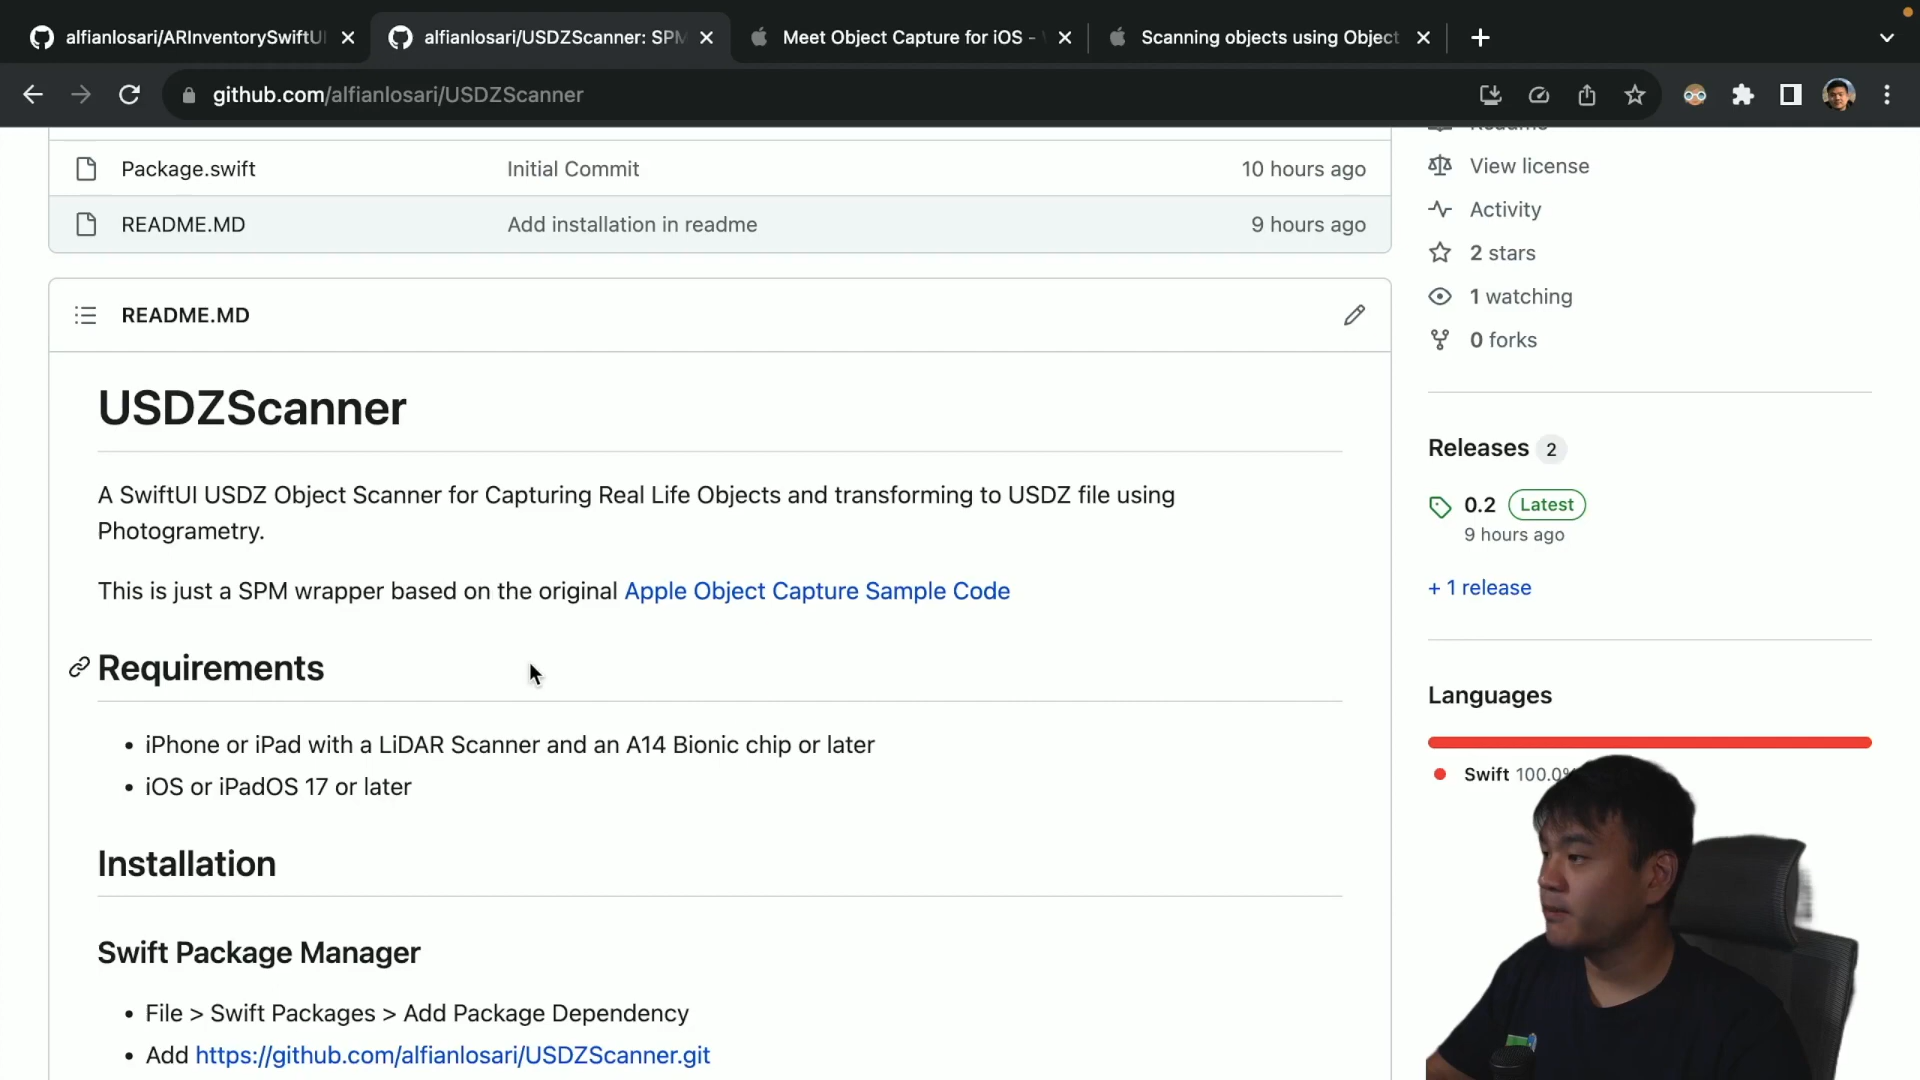 alfianlosari/ARInventorySwiftUI
alfianlosari/USDZScanner: SPM
Meet Object Capture for iOS -
Scanning objects using Object
github.com/alfianlosari/USDZScanner
Readme
Package.swift
Initial Commit
10 hours ago
View license
README.MD
Add installation in readme
9 hours ago
Activity
2 stars
1 watching
0 forks
README.MD
USDZScanner
A SwiftUI USDZ Object Scanner for Capturing Real Life Objects and transforming to USDZ file using
Photogrametry.
This is just a SPM wrapper based on the original Apple Object Capture Sample Code
Requirements
• iPhone or iPad with a LiDAR Scanner and an A14 Bionic chip or later
• iOS or iPadOS 17 or later
Installation
Swift Package Manager
• File > Swift Packages > Add Package Dependency
• Add https://github.com/alfianlosari/USDZScanner.git
Releases 2
0.2 Latest
9 hours ago
+ 1 release
Languages
Swift 100.0%